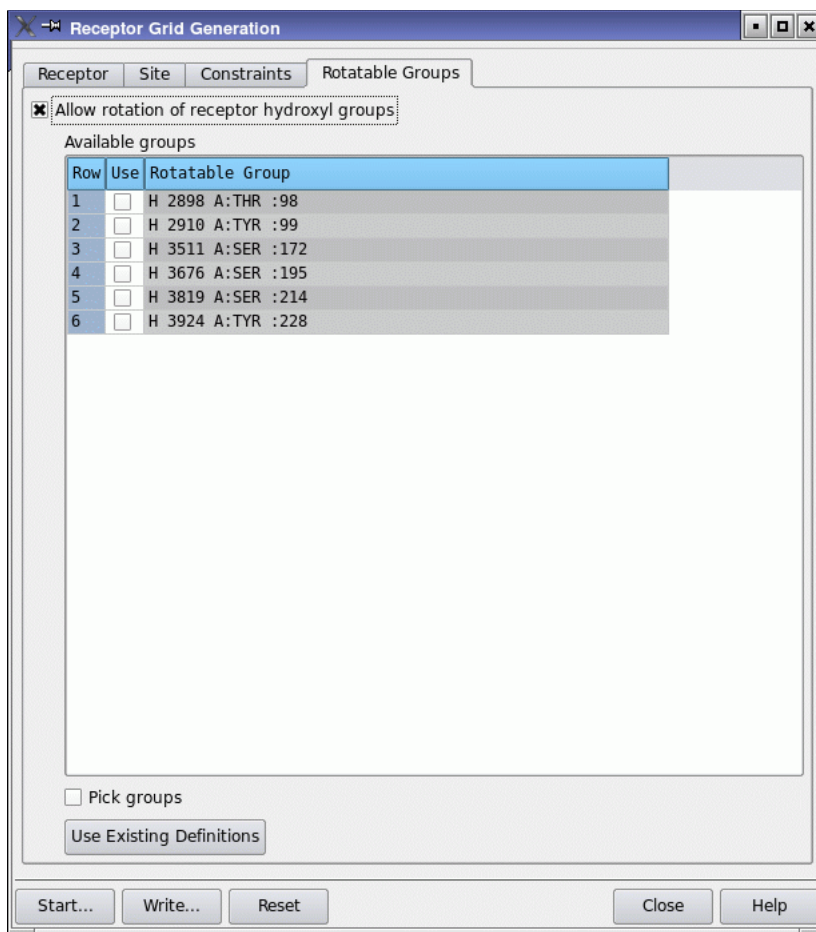 Receptor Grid Generation
Receptor Site Constraints Rotatable Groups
Allow rotation of receptor hydroxyl groups
Available groups
Row Use Rotatable Group
1 H 2898 A:THR :98
2 H 2910 A:TYR :99
3 H 3511 A:SER :172
4 H 3676 A:SER :195
5 H 3819 A:SER :214
6 H 3924 A:TYR :228
Pick groups
Use Existing Definitions
Start... Write... Reset Close Help